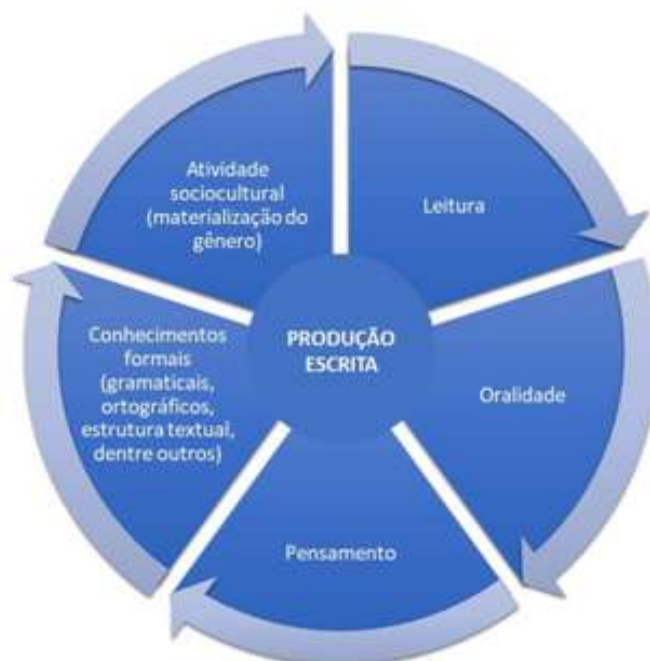 Atividade
sociocultural
(materialização do
gênero)
Leitura
Conhecimentos
formais
(gramaticais,
ortográficos,
estrutura textual,
dentre outros)
PRODUÇÃO
ESCRITA
Oralidade
Pensamento